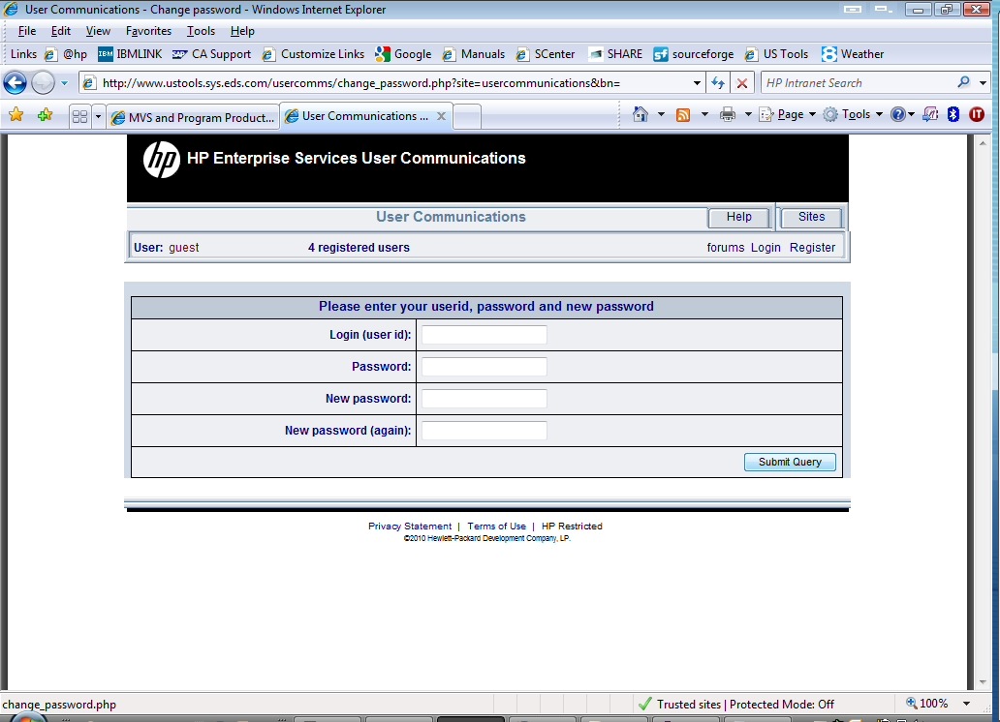 User Communications - Change password - Windows Internet Explorer
File Edit View Favorites Tools Help
Links @hp IBM IBMLINK SAP CA Support Customize Links Google Manuals SCenter SHARE sf sourceforge US Tools Weather
http://www.ustools.sys.eds.com/usercomms/change_password.php?site=usercommunications&bn= HP Intranet Search
MVS and Program Product... User Communications ... Page Tools IT
hp HP Enterprise Services User Communications
User Communications Help Sites
User: guest 4 registered users forums Login Register
Please enter your userid, password and new password
Login (user id):
Password:
New password:
New password (again):
Submit Query
Privacy Statement | Terms of Use | HP Restricted
©2010 Hewlett-Packard Development Company, LP.
change_password.php Trusted sites | Protected Mode: Off 100%